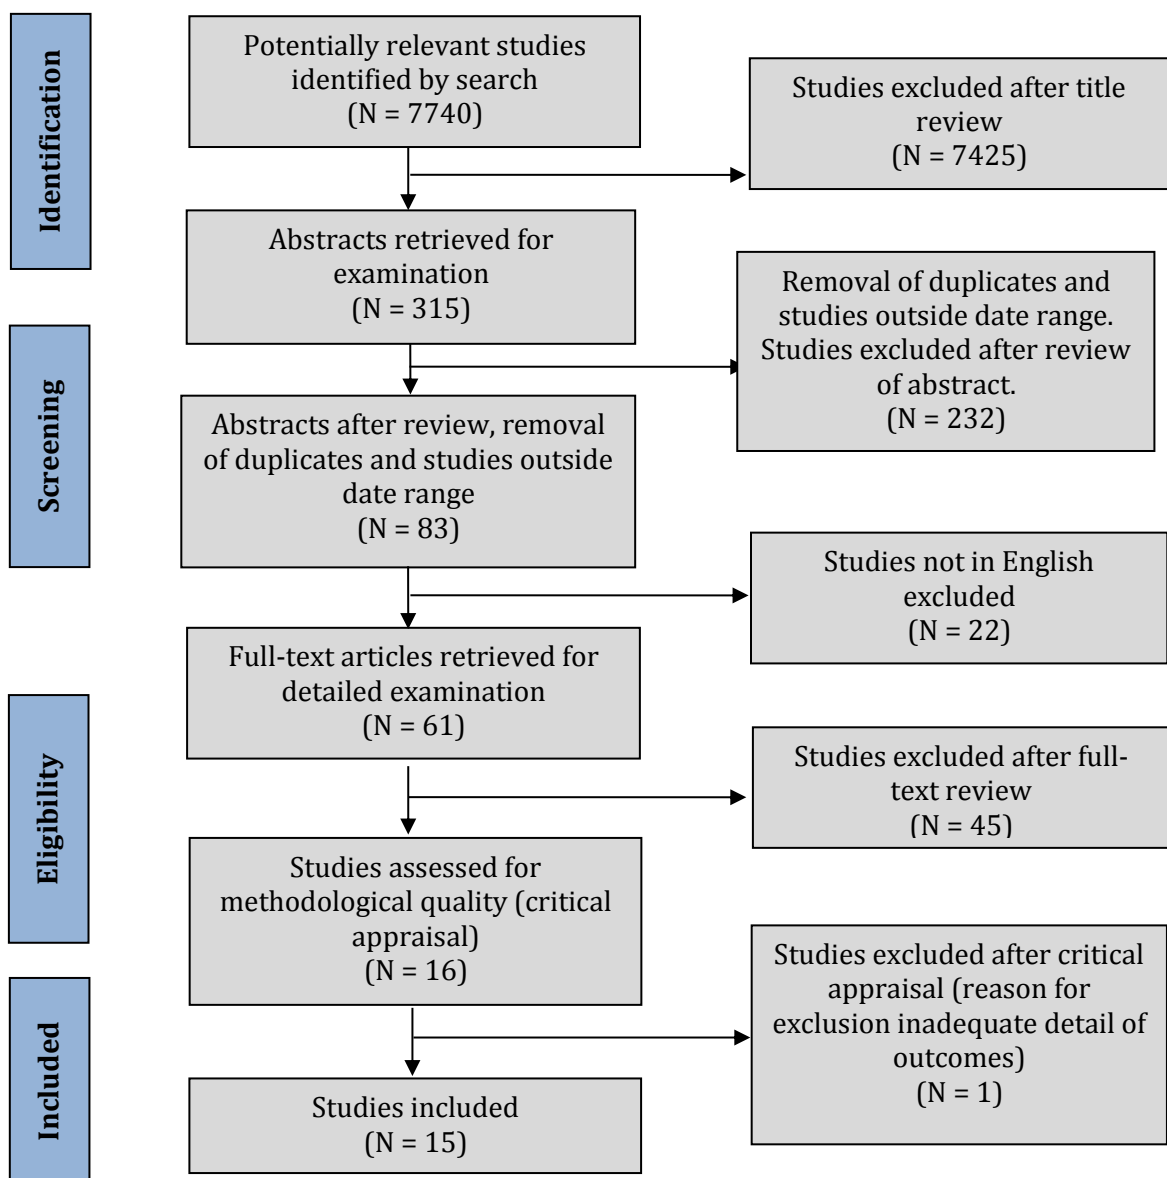 Identification
Potentially relevant studies
identified by search
(N = 7740)
Studies excluded after title
review
(N = 7425)
Abstracts retrieved for
examination
(N = 315)
Removal of duplicates and
studies outside date range.
Studies excluded after review
of abstract.
(N = 232)
Screening
Abstracts after review, removal
of duplicates and studies outside
date range
(N = 83)
Studies not in English
excluded
(N = 22)
Full-text articles retrieved for
detailed examination
(N = 61)
Eligibility
Studies excluded after full-
text review
(N = 45)
Studies assessed for
methodological quality (critical
appraisal)
(N = 16)
Studies excluded after critical
appraisal (reason for
exclusion inadequate detail of
outcomes)
(N = 1)
Included
Studies included
(N = 15)